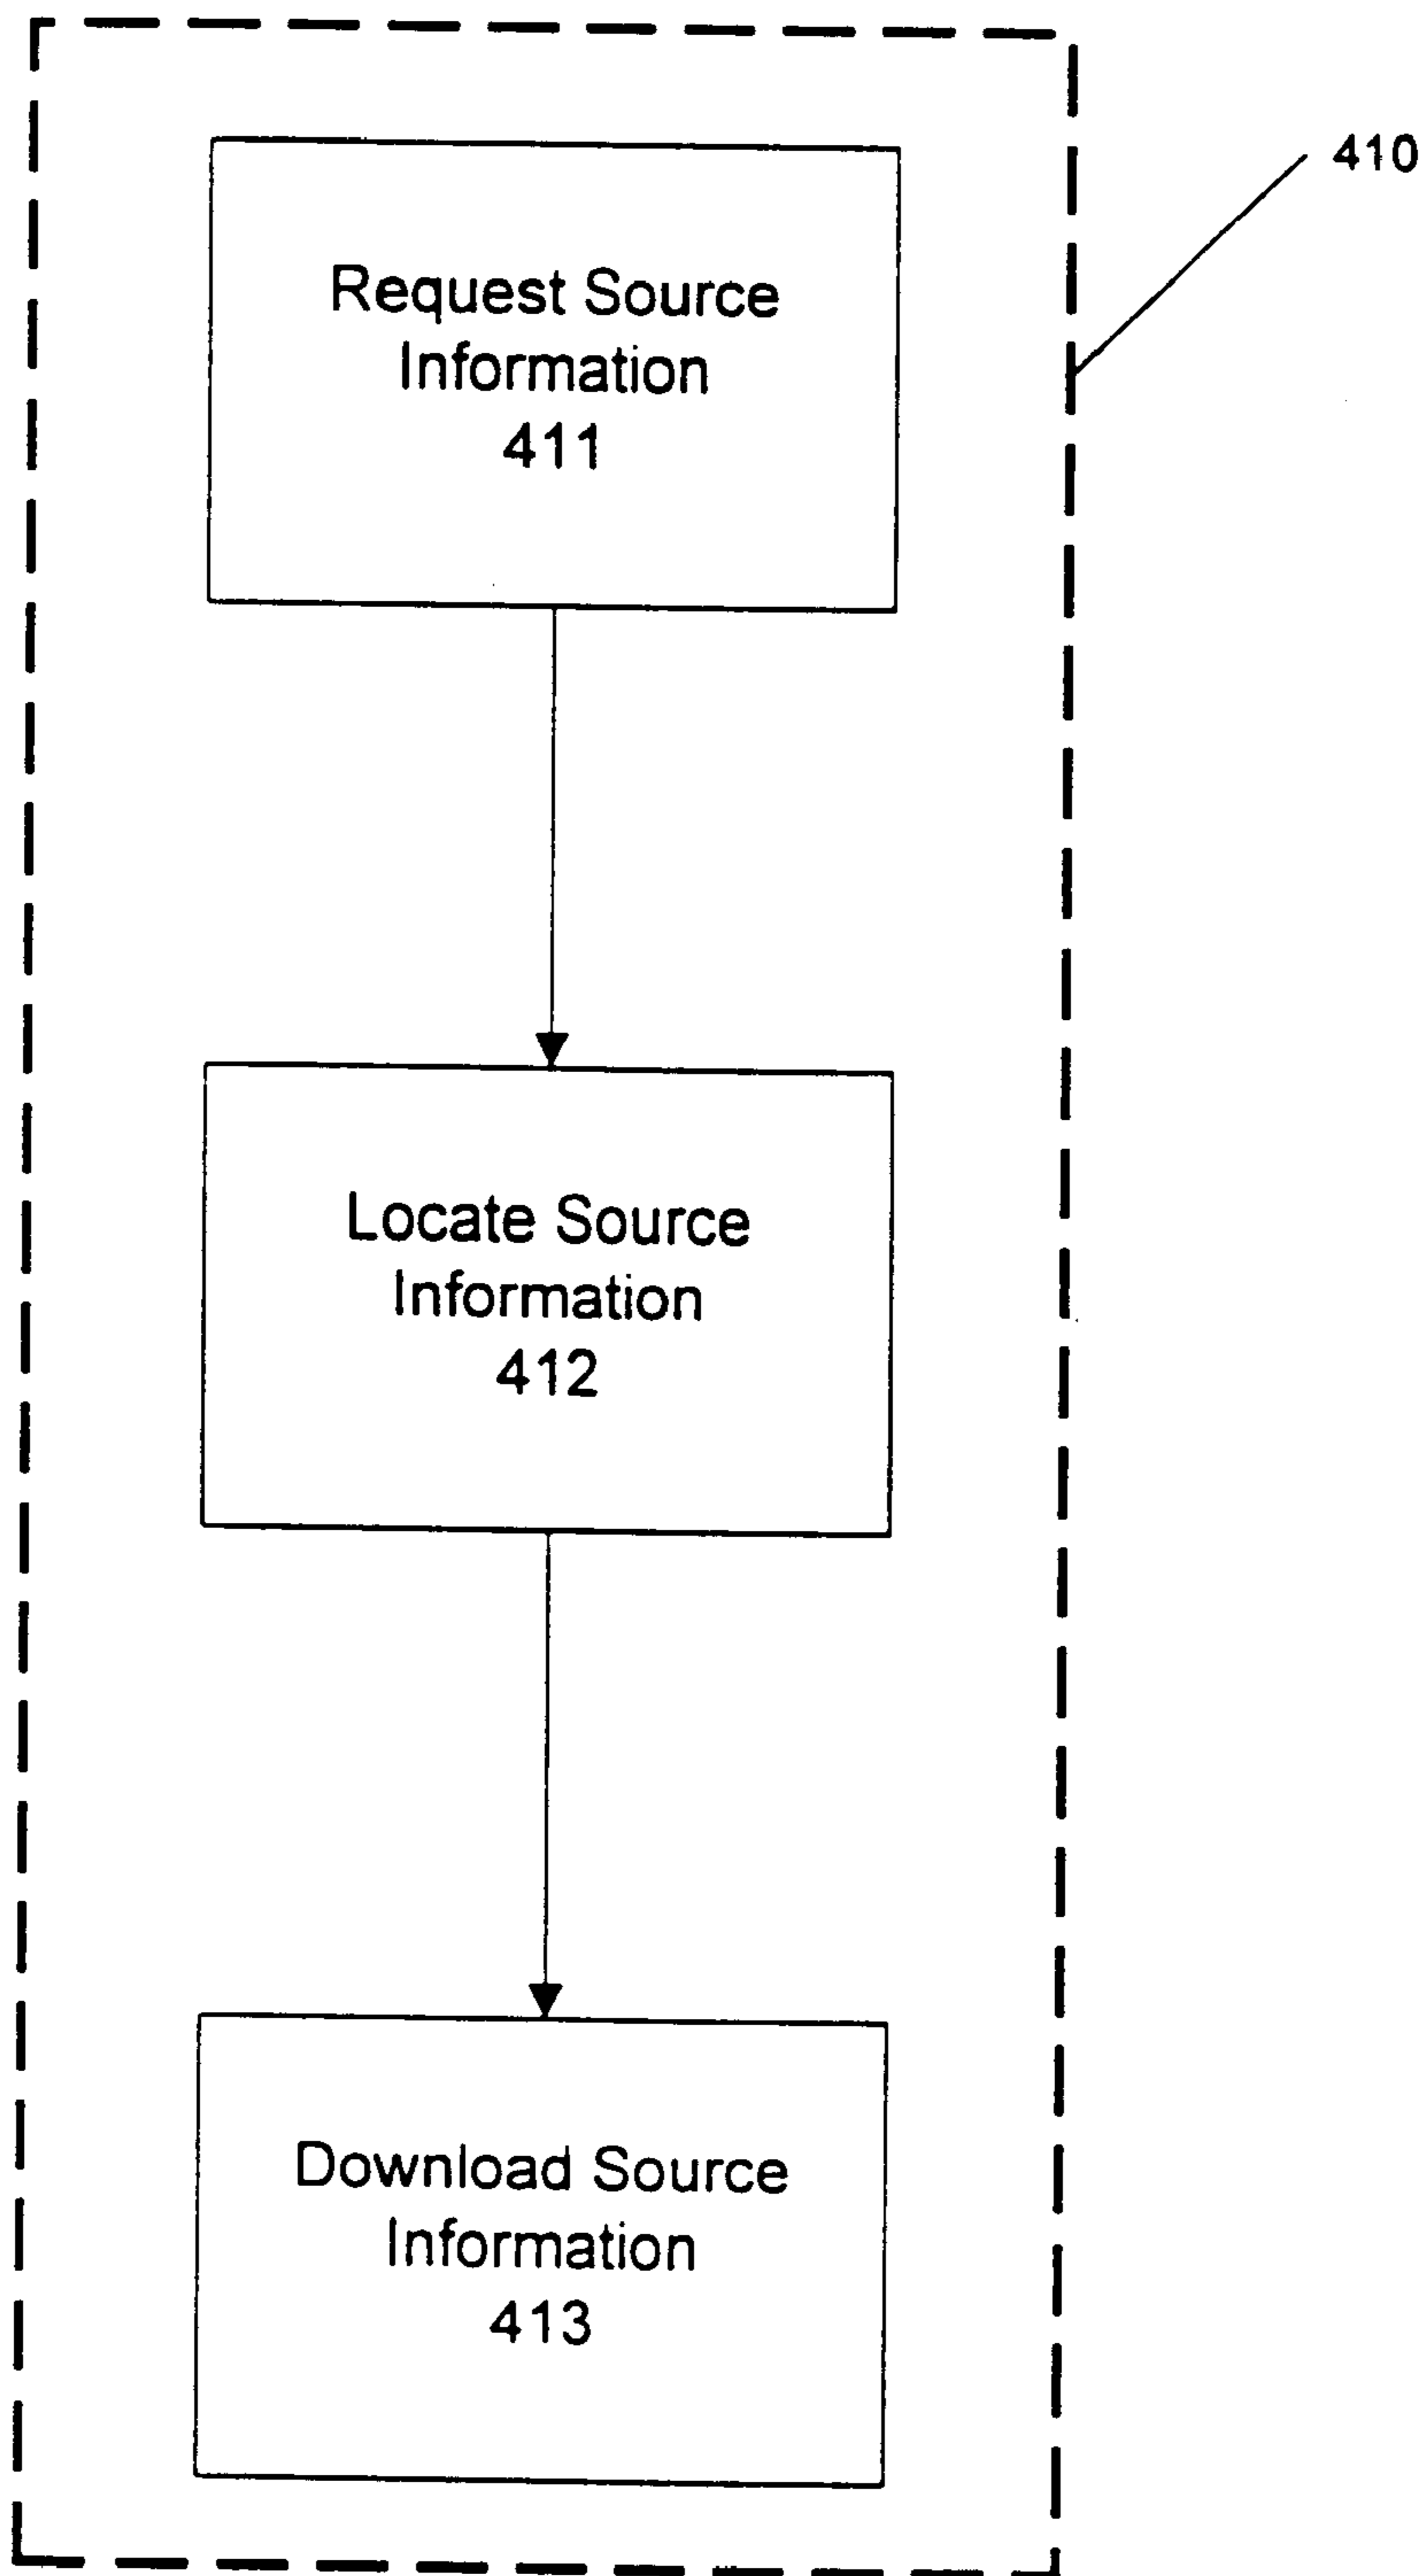 410
Request Source
Information
411
Locate Source
Information
412
Download Source
Information
413